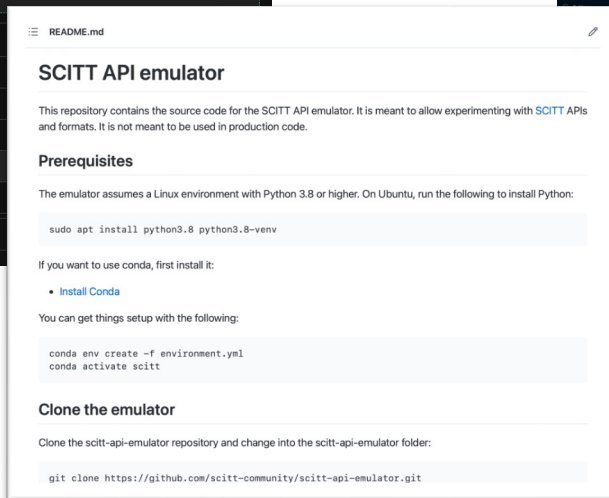 README.md
SCITT API emulator
This repository contains the source code for the SCITT API emulator. It is meant to allow experimenting with SCITT APIs
and formats. It is not meant to be used in production code.
Prerequisites
The emulator assumes a Linux environment with Python 3.8 or higher. On Ubuntu, run the following to install Python:
sudo apt install python3.8 python3.8-venv
If you want to use conda, first install it:
• Install Conda
You can get things setup with the following:
conda env create -f environment.yml
conda activate scitt
Clone the emulator
Clone the scitt-api-emulator repository and change into the scitt-api-emulator folder:
git clone https://github.com/scitt-community/scitt-api-emulator.git